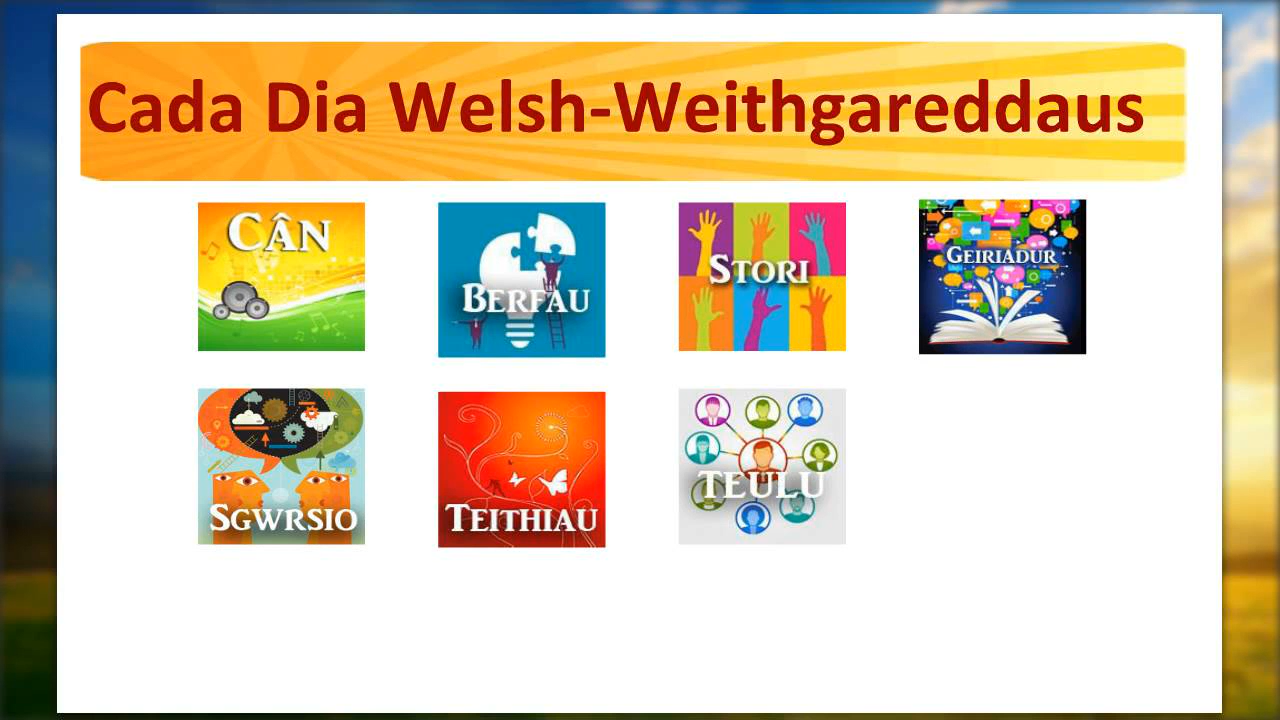 Cada Dia Welsh-Weithgareddaus
CÂN
BERFAU
STORI
GEIRIADUR
SGWRSIO
TEITHIAU
TEULU